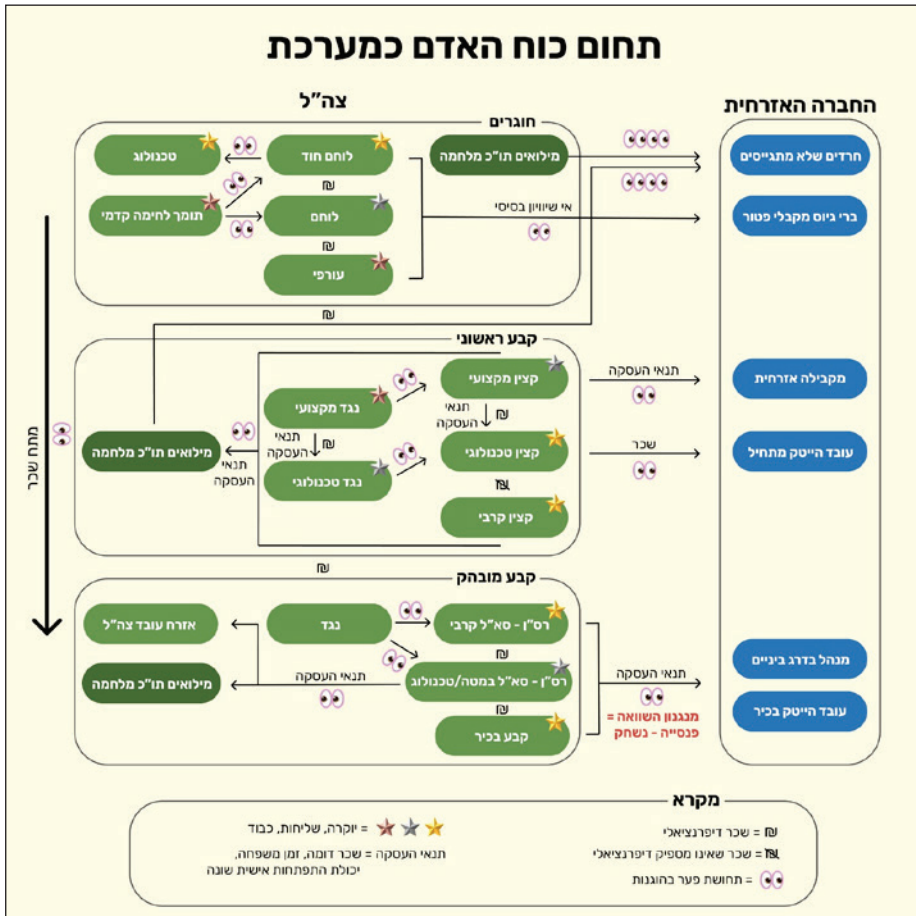 תחום כוח האדם כמערכת
צה"ל
החברה האזרחית
חוגרים
טכנולוג
לוחם חוד
מילואים תו"כ מלחמה
חרדים שלא מתגייסים
₪
תומך לחימה קדמי
לוחם
אי שיוויון בסיסי
ברי גיוס מקבלי פטור
₪
עורפי
₪
קבע ראשוני
קצין מקצועי
תנאי העסקה
מקבילה אזרחית
נגד מקצועי
תנאי
העסקה
₪
מילואים תו"כ מלחמה
תנאי
העסקה
תנאי
העסקה
₪
קצין טכנולוגי
שכר
עובד הייטק מתחיל
נגד טכנולוגי
₪
קצין קרבי
מתח שכר
₪
קבע מובהק
אזרח עובד צה"ל
נגד
רס"ן - סא"ל קרבי
₪
מנהל בדרג ביניים
מילואים תו"כ מלחמה
תנאי העסקה
רס"ן - סא"ל במטה/טכנולוג
תנאי העסקה
₪
מנגנון השוואה =
פנסייה - נשחק
עובד הייטק בכיר
קבע בכיר
מקרא
₪ = שכר דיפרנציאלי
₪ = שכר שאינו מספיק דיפרנציאלי
= תחושת פער בהוגנות
= יוקרה, שליחות, כבוד
תנאי העסקה = שכר דומה, זמן משפחה,
יכולת התפתחות אישית שונה